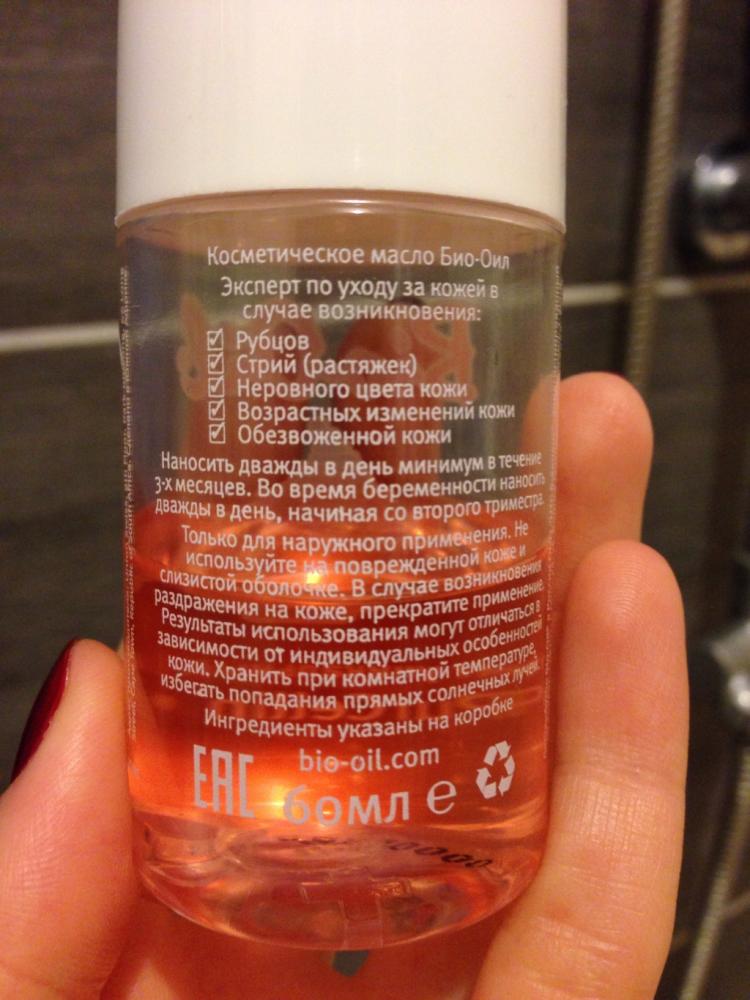 Косметическое масло Био-Оил
Эксперт по уходу за кожей в
случае возникновения:
Рубцов
Стрий (растяжек)
Неровного цвета кожи
Возрастных изменений кожи
Обезвоженной кожи
Наносить дважды в день минимум в течение
3-х месяцев. Во время беременности наносить
дважды в день, начиная со второго триместра.
Только для наружного применения. Не
используйте на поврежденной коже и
слизистой оболочке. В случае возникновения
раздражения на коже, прекратите применение.
Результаты использования могут отличаться в
зависимости от индивидуальных особенностей
кожи. Хранить при комнатной температуре,
избегать попадания прямых солнечных лучей.
Ингредиенты указаны на коробке
bio-oil.com
EAC 60мл e